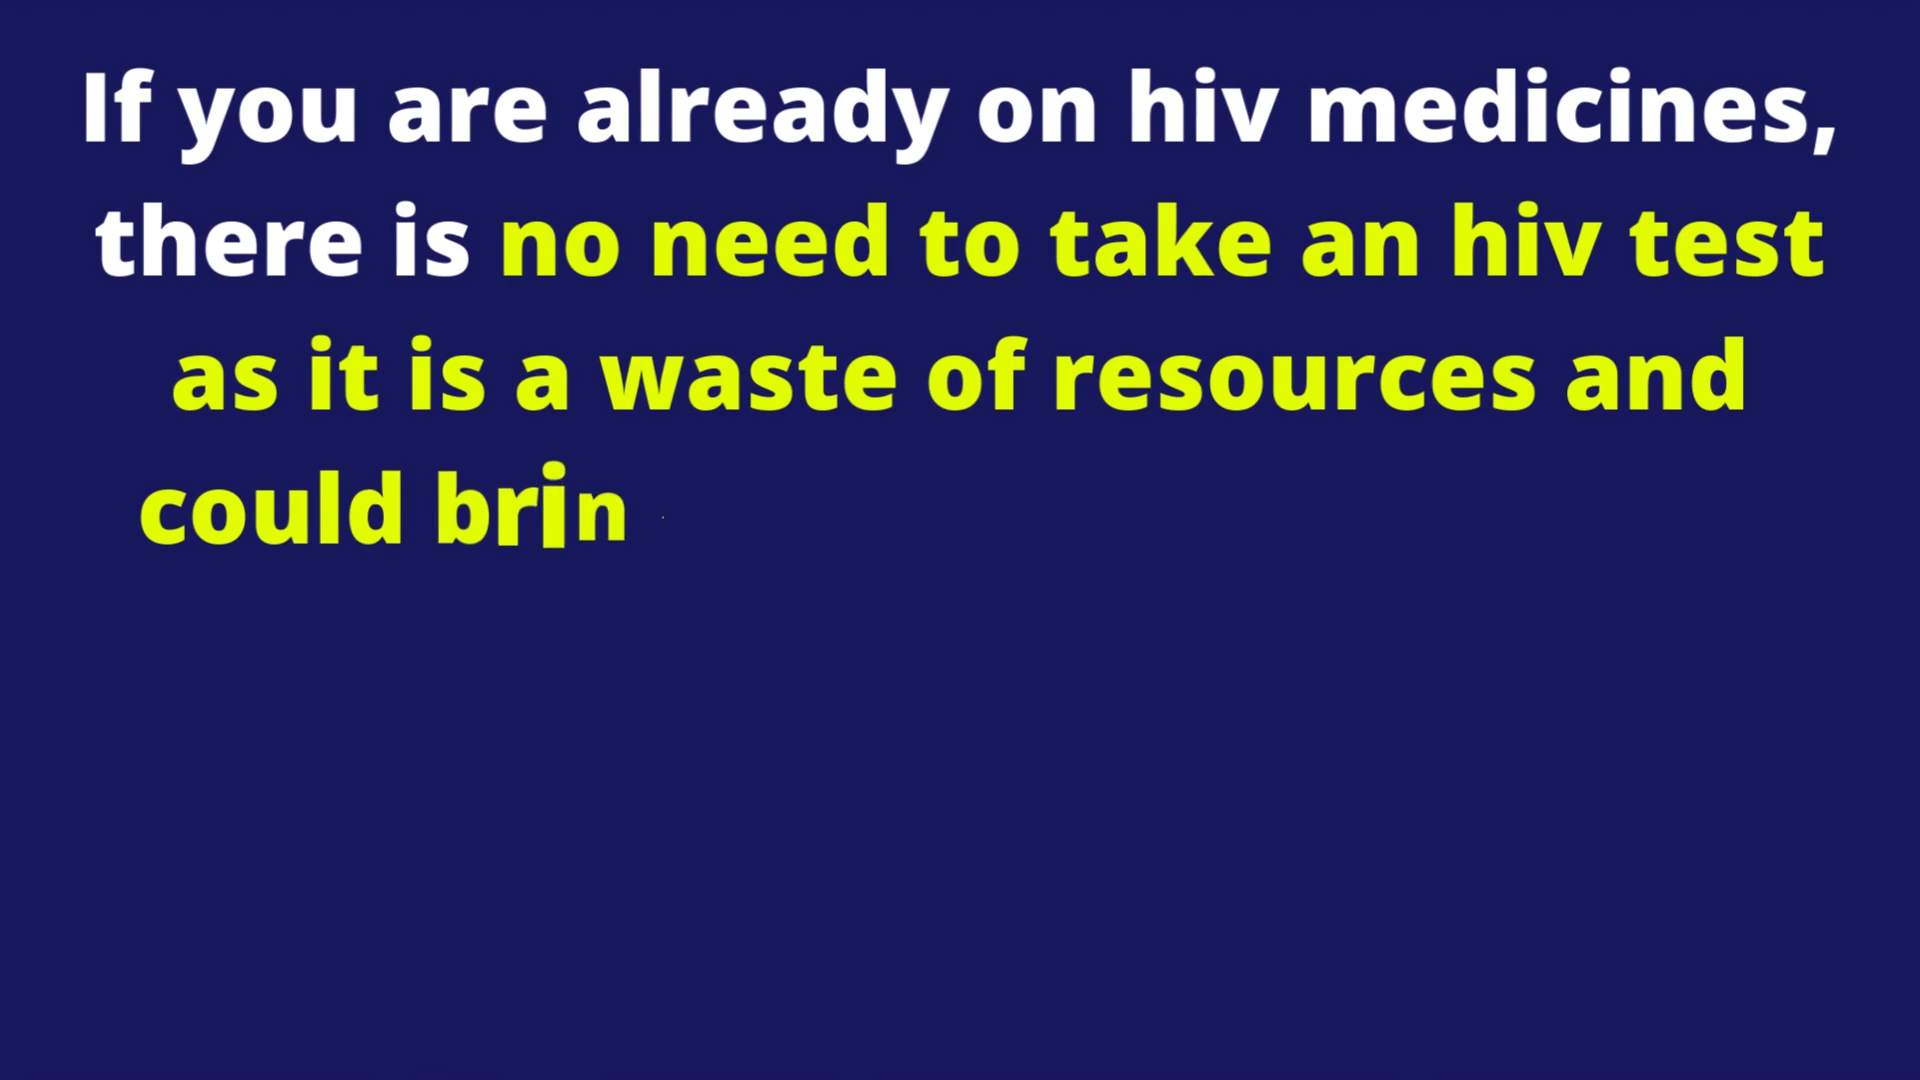 If you are already on hiv medicines,
there is no need to take an hiv test
as it is a waste of resources and
could brin